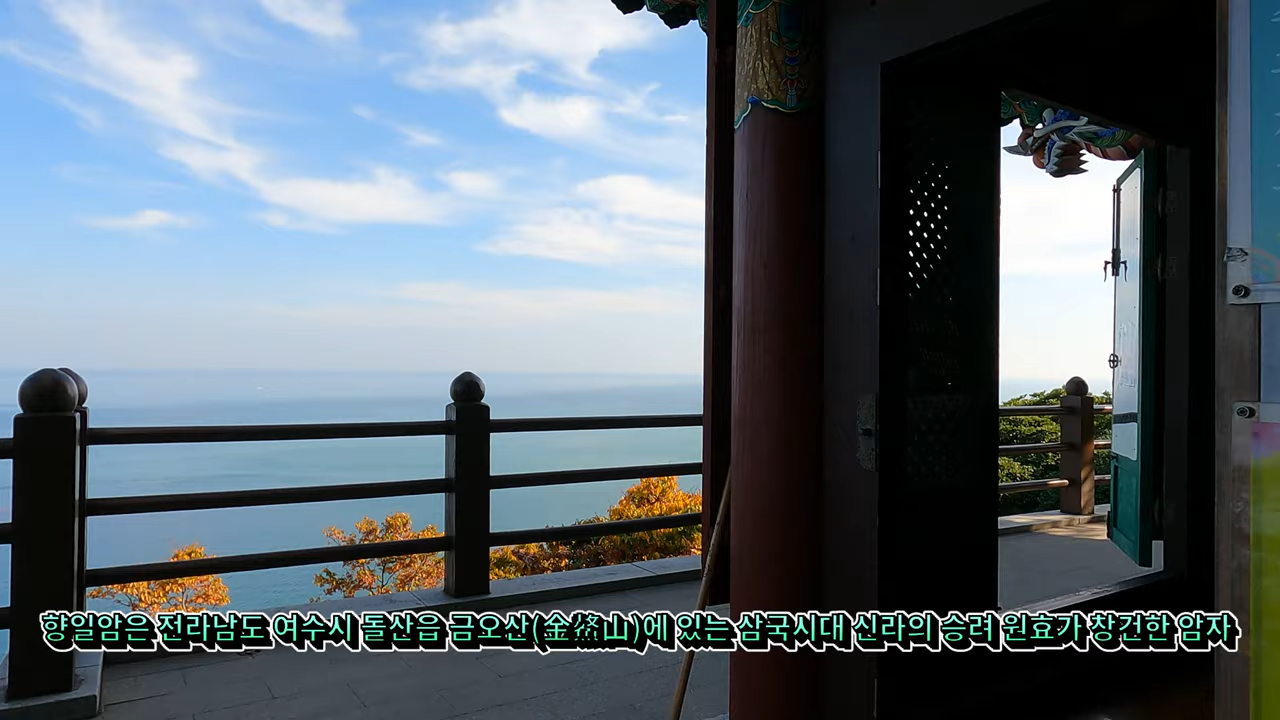 향일암은 전라남도 여수시 돌산읍 금오산(金鰲山)에 있는 삼국시대 신라의 승려 원효가 창건한 암자